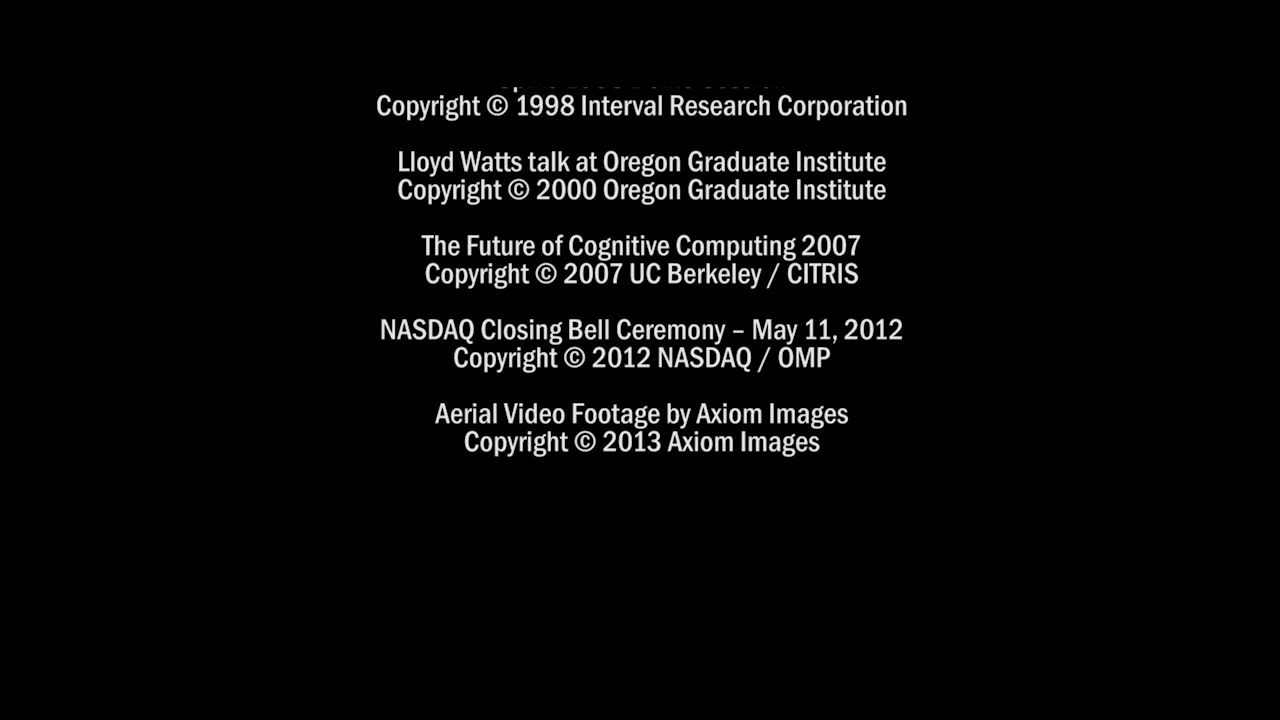 Copyright © 1998 Interval Research Corporation
Lloyd Watts talk at Oregon Graduate Institute
Copyright © 2000 Oregon Graduate Institute
The Future of Cognitive Computing 2007
Copyright © 2007 UC Berkeley / CITRIS
NASDAQ Closing Bell Ceremony – May 11, 2012
Copyright © 2012 NASDAQ / OMP
Aerial Video Footage by Axiom Images
Copyright © 2013 Axiom Images